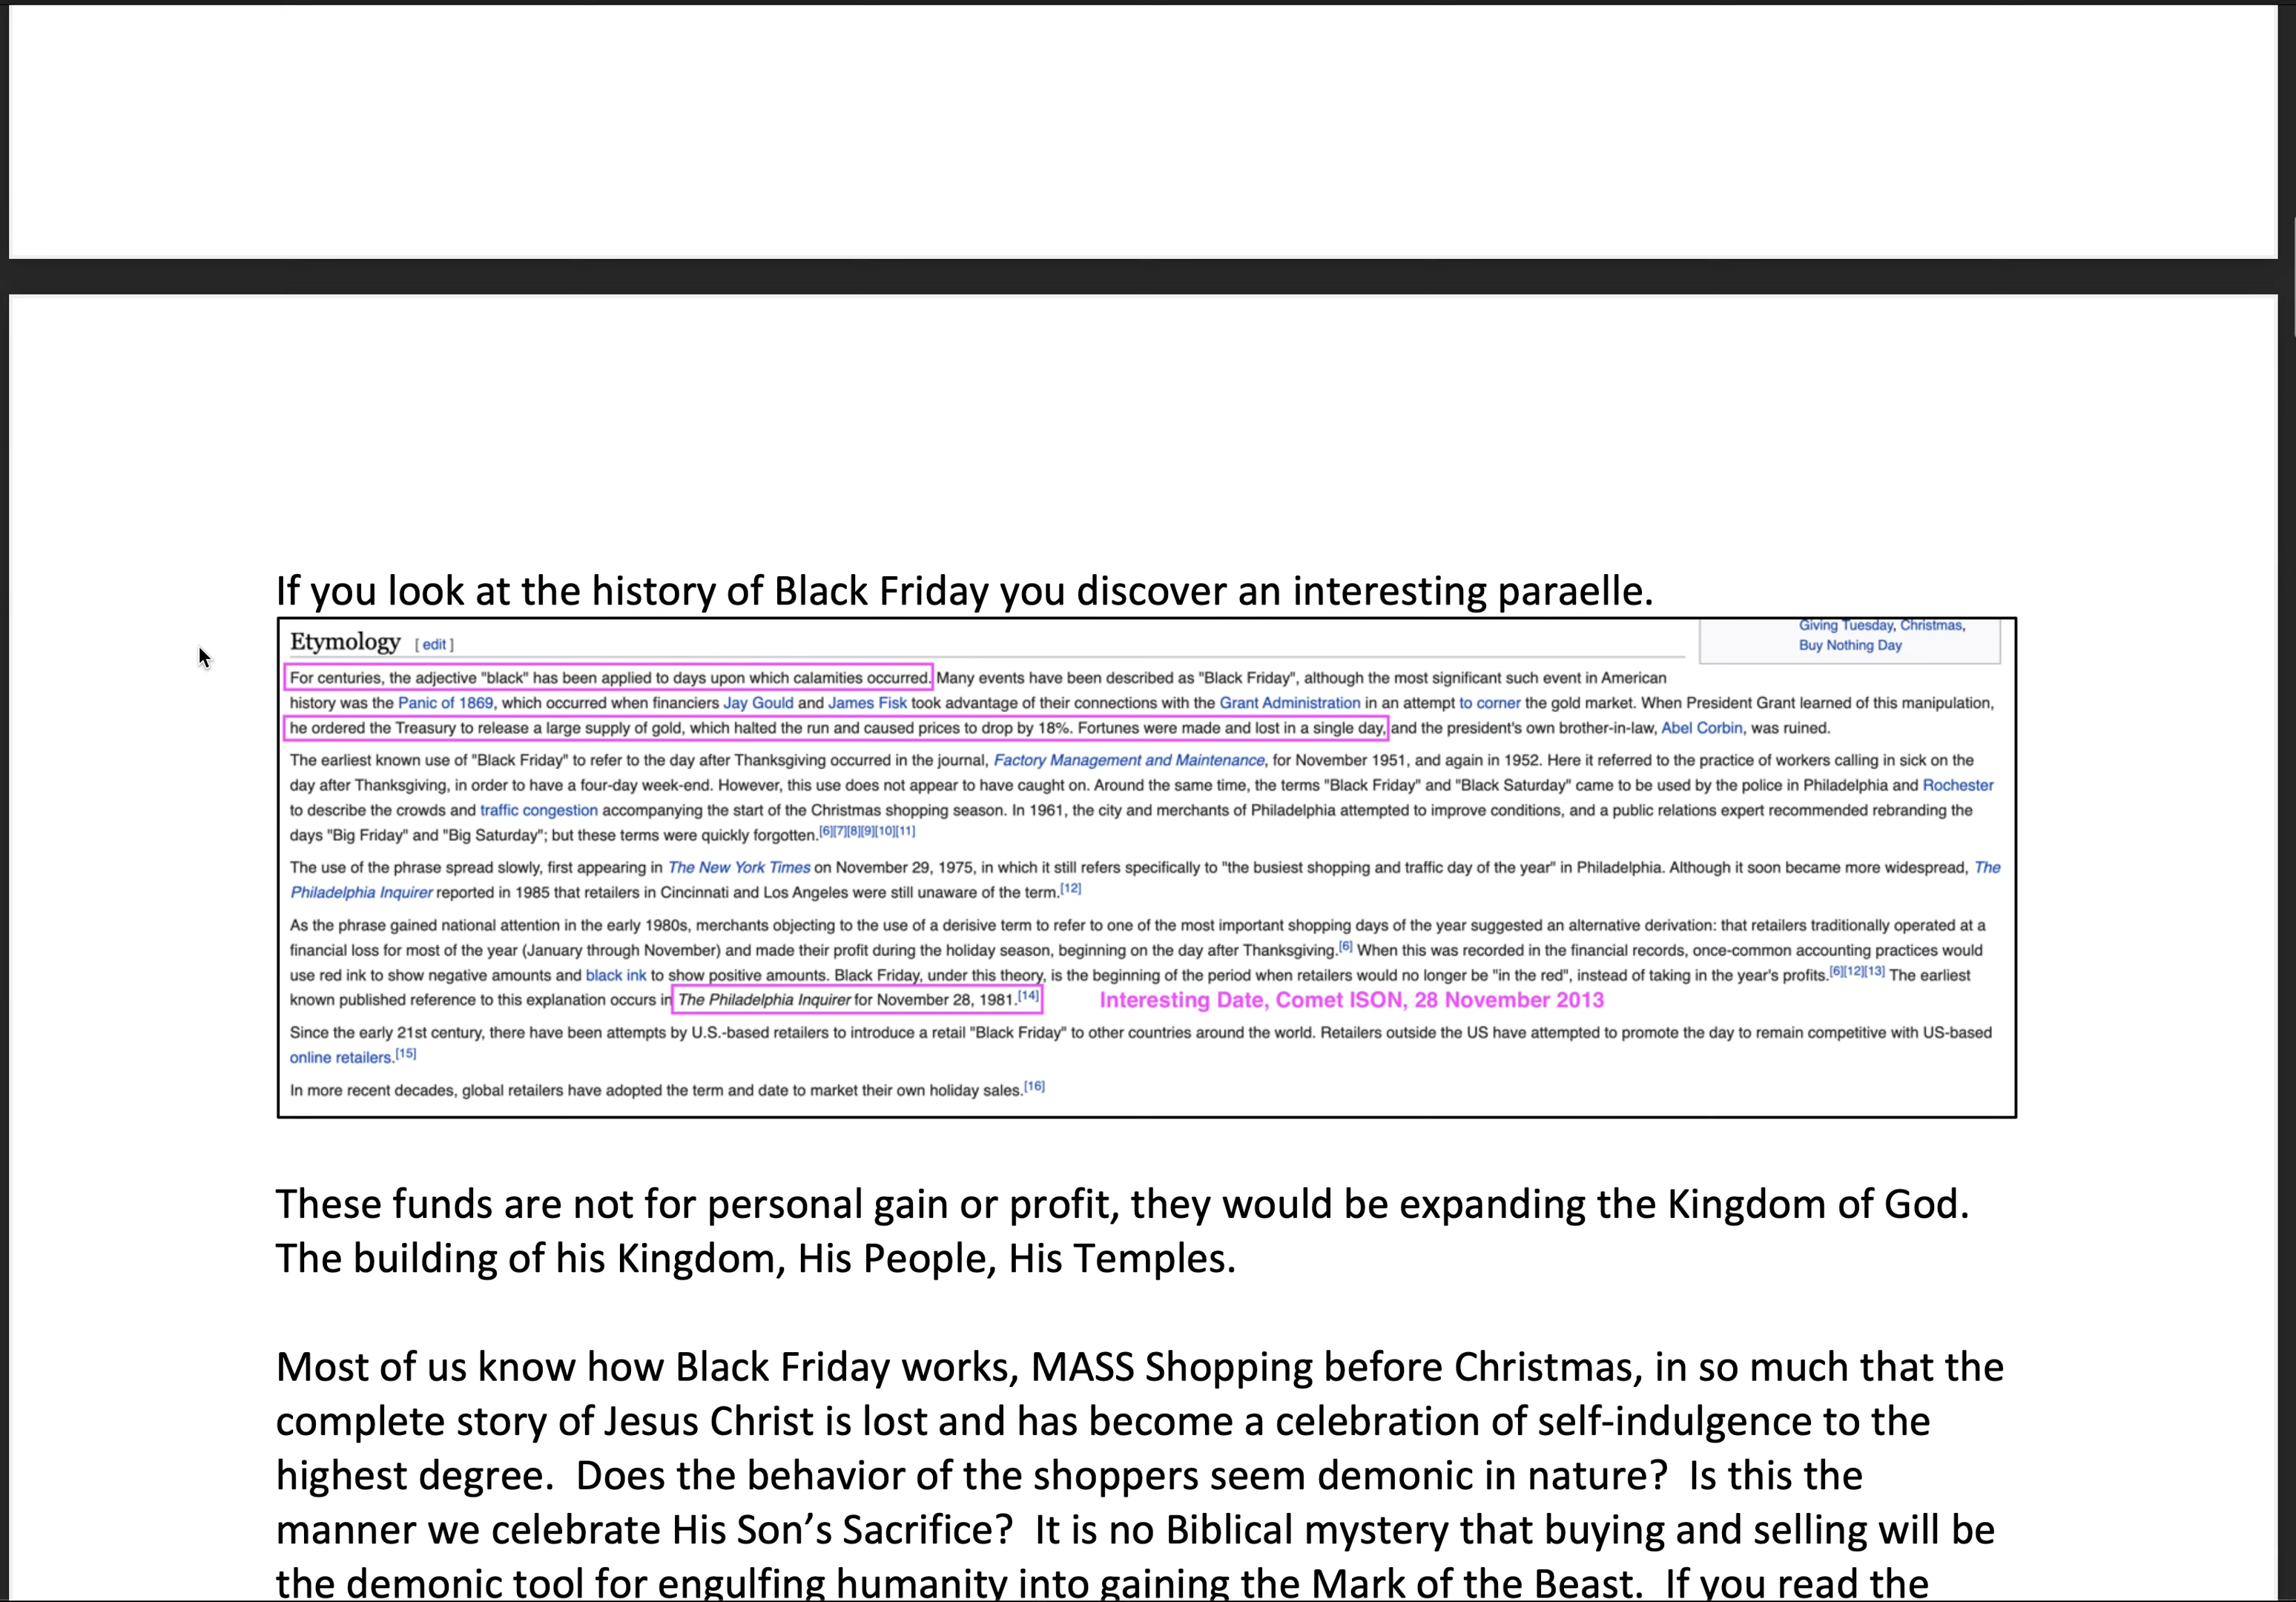 If you look at the history of Black Friday you discover an interesting paraelle.
Etymology [ edit ]
Giving Tuesday, Christmas,
Buy Nothing Day
For centuries, the adjective "black" has been applied to days upon which calamities occurred. Many events have been described as "Black Friday", although the most significant such event in American
history was the Panic of 1869, which occurred when financiers Jay Gould and James Fisk took advantage of their connections with the Grant Administration in an attempt to corner the gold market. When President Grant learned of this manipulation,
he ordered the Treasury to release a large supply of gold, which halted the run and caused prices to drop by 18%. Fortunes were made and lost in a single day, and the president's own brother-in-law, Abel Corbin, was ruined.
The earliest known use of "Black Friday" to refer to the day after Thanksgiving occurred in the journal, Factory Management and Maintenance, for November 1951, and again in 1952. Here it referred to the practice of workers calling in sick on the
day after Thanksgiving, in order to have a four-day week-end. However, this use does not appear to have caught on. Around the same time, the terms "Black Friday" and "Black Saturday" came to be used by the police in Philadelphia and Rochester
to describe the crowds and traffic congestion accompanying the start of the Christmas shopping season. In 1961, the city and merchants of Philadelphia attempted to improve conditions, and a public relations expert recommended rebranding the
days "Big Friday" and "Big Saturday"; but these terms were quickly forgotten.[6][7][8][9][10][11]
The use of the phrase spread slowly, first appearing in The New York Times on November 29, 1975, in which it still refers specifically to "the busiest shopping and traffic day of the year" in Philadelphia. Although it soon became more widespread, The
Philadelphia Inquirer reported in 1985 that retailers in Cincinnati and Los Angeles were still unaware of the term.[12]
As the phrase gained national attention in the early 1980s, merchants objecting to the use of a derisive term to refer to one of the most important shopping days of the year suggested an alternative derivation: that retailers traditionally operated at a
financial loss for most of the year (January through November) and made their profit during the holiday season, beginning on the day after Thanksgiving.[6] When this was recorded in the financial records, once-common accounting practices would
use red ink to show negative amounts and black ink to show positive amounts. Black Friday, under this theory, is the beginning of the period when retailers would no longer be "in the red", instead of taking in the year's profits.[6][12][13] The earliest
known published reference to this explanation occurs in The Philadelphia Inquirer for November 28, 1981.[14] Interesting Date, Comet ISON, 28 November 2013
Since the early 21st century, there have been attempts by U.S.-based retailers to introduce a retail "Black Friday" to other countries around the world. Retailers outside the US have attempted to promote the day to remain competitive with US-based
online retailers.[15]
In more recent decades, global retailers have adopted the term and date to market their own holiday sales.[16]
These funds are not for personal gain or profit, they would be expanding the Kingdom of God.
The building of his Kingdom, His People, His Temples.
Most of us know how Black Friday works, MASS Shopping before Christmas, in so much that the
complete story of Jesus Christ is lost and has become a celebration of self-indulgence to the
highest degree.  Does the behavior of the shoppers seem demonic in nature?  Is this the
manner we celebrate His Son’s Sacrifice?  It is no Biblical mystery that buying and selling will be
the demonic tool for engulfing humanity into gaining the Mark of the Beast.  If you read the